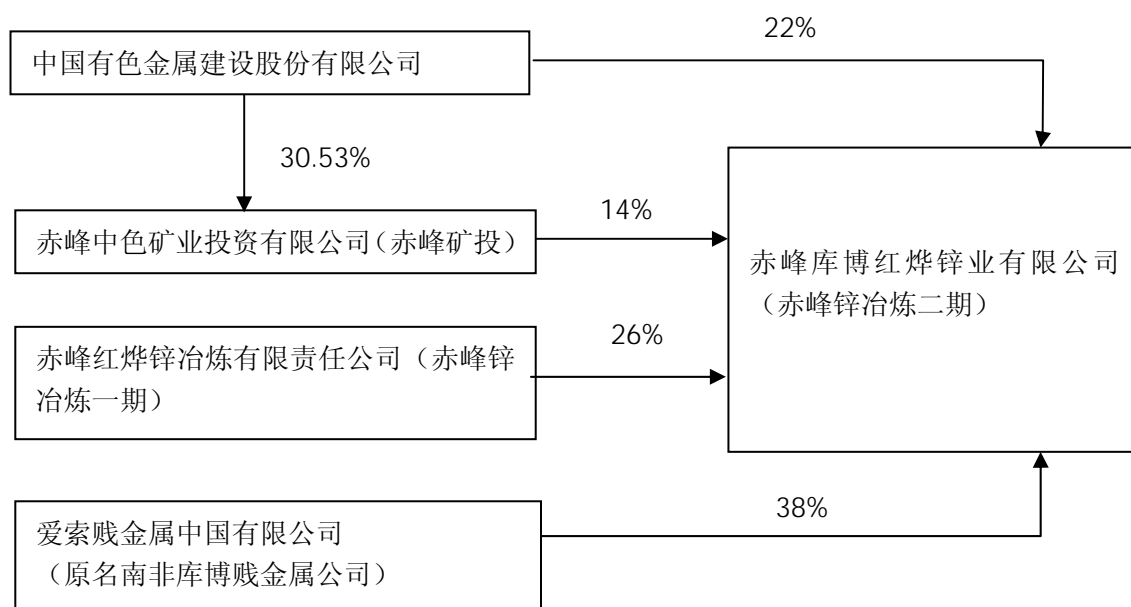 22%
中国有色金属建设股份有限公司
30.53%
14%
赤峰中色矿业投资有限公司（赤峰矿投）
赤峰库博红烨锌业有限公司
（赤峰锌冶炼二期）
26%
赤峰红烨锌冶炼有限责任公司（赤峰锌
冶炼一期）
38%
爱索贱金属中国有限公司
（原名南非库博贱金属公司）